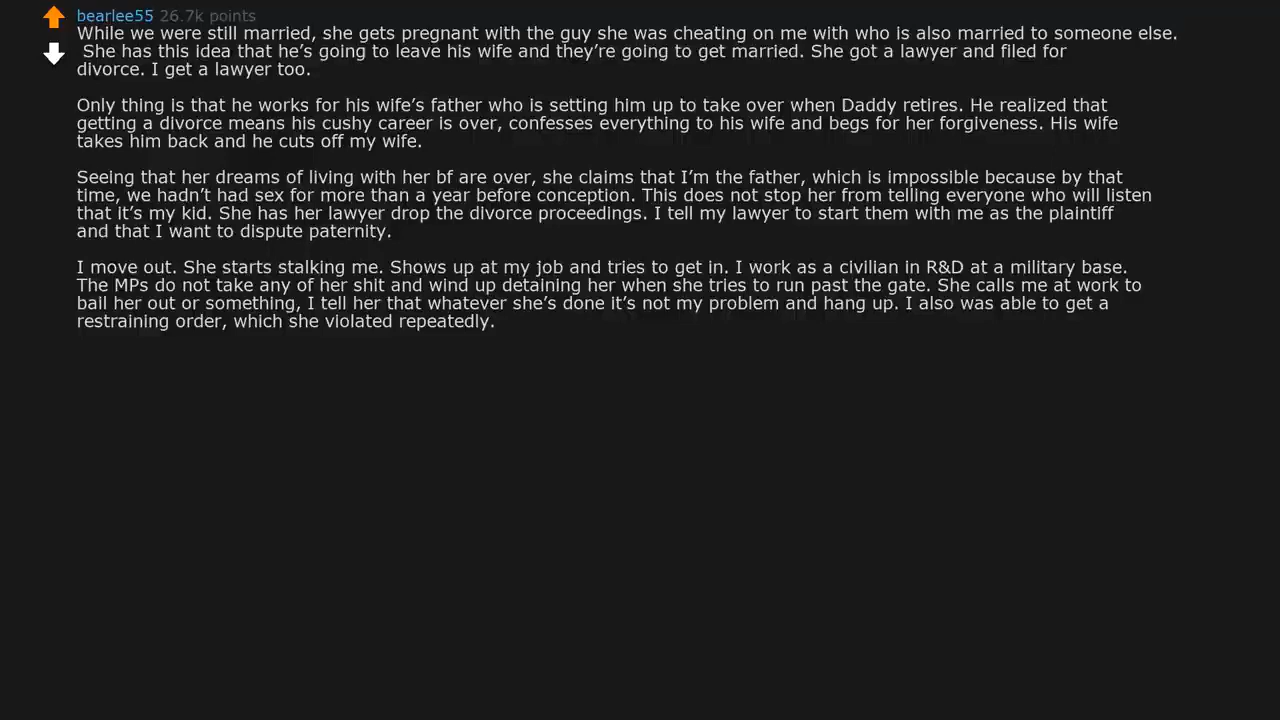 bearlee55 26.7k points
While we were still married, she gets pregnant with the guy she was cheating on me with who is also married to someone else.
She has this idea that he’s going to leave his wife and they’re going to get married. She got a lawyer and filed for
divorce. I get a lawyer too.
Only thing is that he works for his wife’s father who is setting him up to take over when Daddy retires. He realized that
getting a divorce means his cushy career is over, confesses everything to his wife and begs for her forgiveness. His wife
takes him back and he cuts off my wife.
Seeing that her dreams of living with her bf are over, she claims that I’m the father, which is impossible because by that
time, we hadn’t had sex for more than a year before conception. This does not stop her from telling everyone who will listen
that it’s my kid. She has her lawyer drop the divorce proceedings. I tell my lawyer to start them with me as the plaintiff
and that I want to dispute paternity.
I move out. She starts stalking me. Shows up at my job and tries to get in. I work as a civilian in R&D at a military base.
The MPs do not take any of her shit and wind up detaining her when she tries to run past the gate. She calls me at work to
bail her out or something, I tell her that whatever she’s done it’s not my problem and hang up. I also was able to get a
restraining order, which she violated repeatedly.